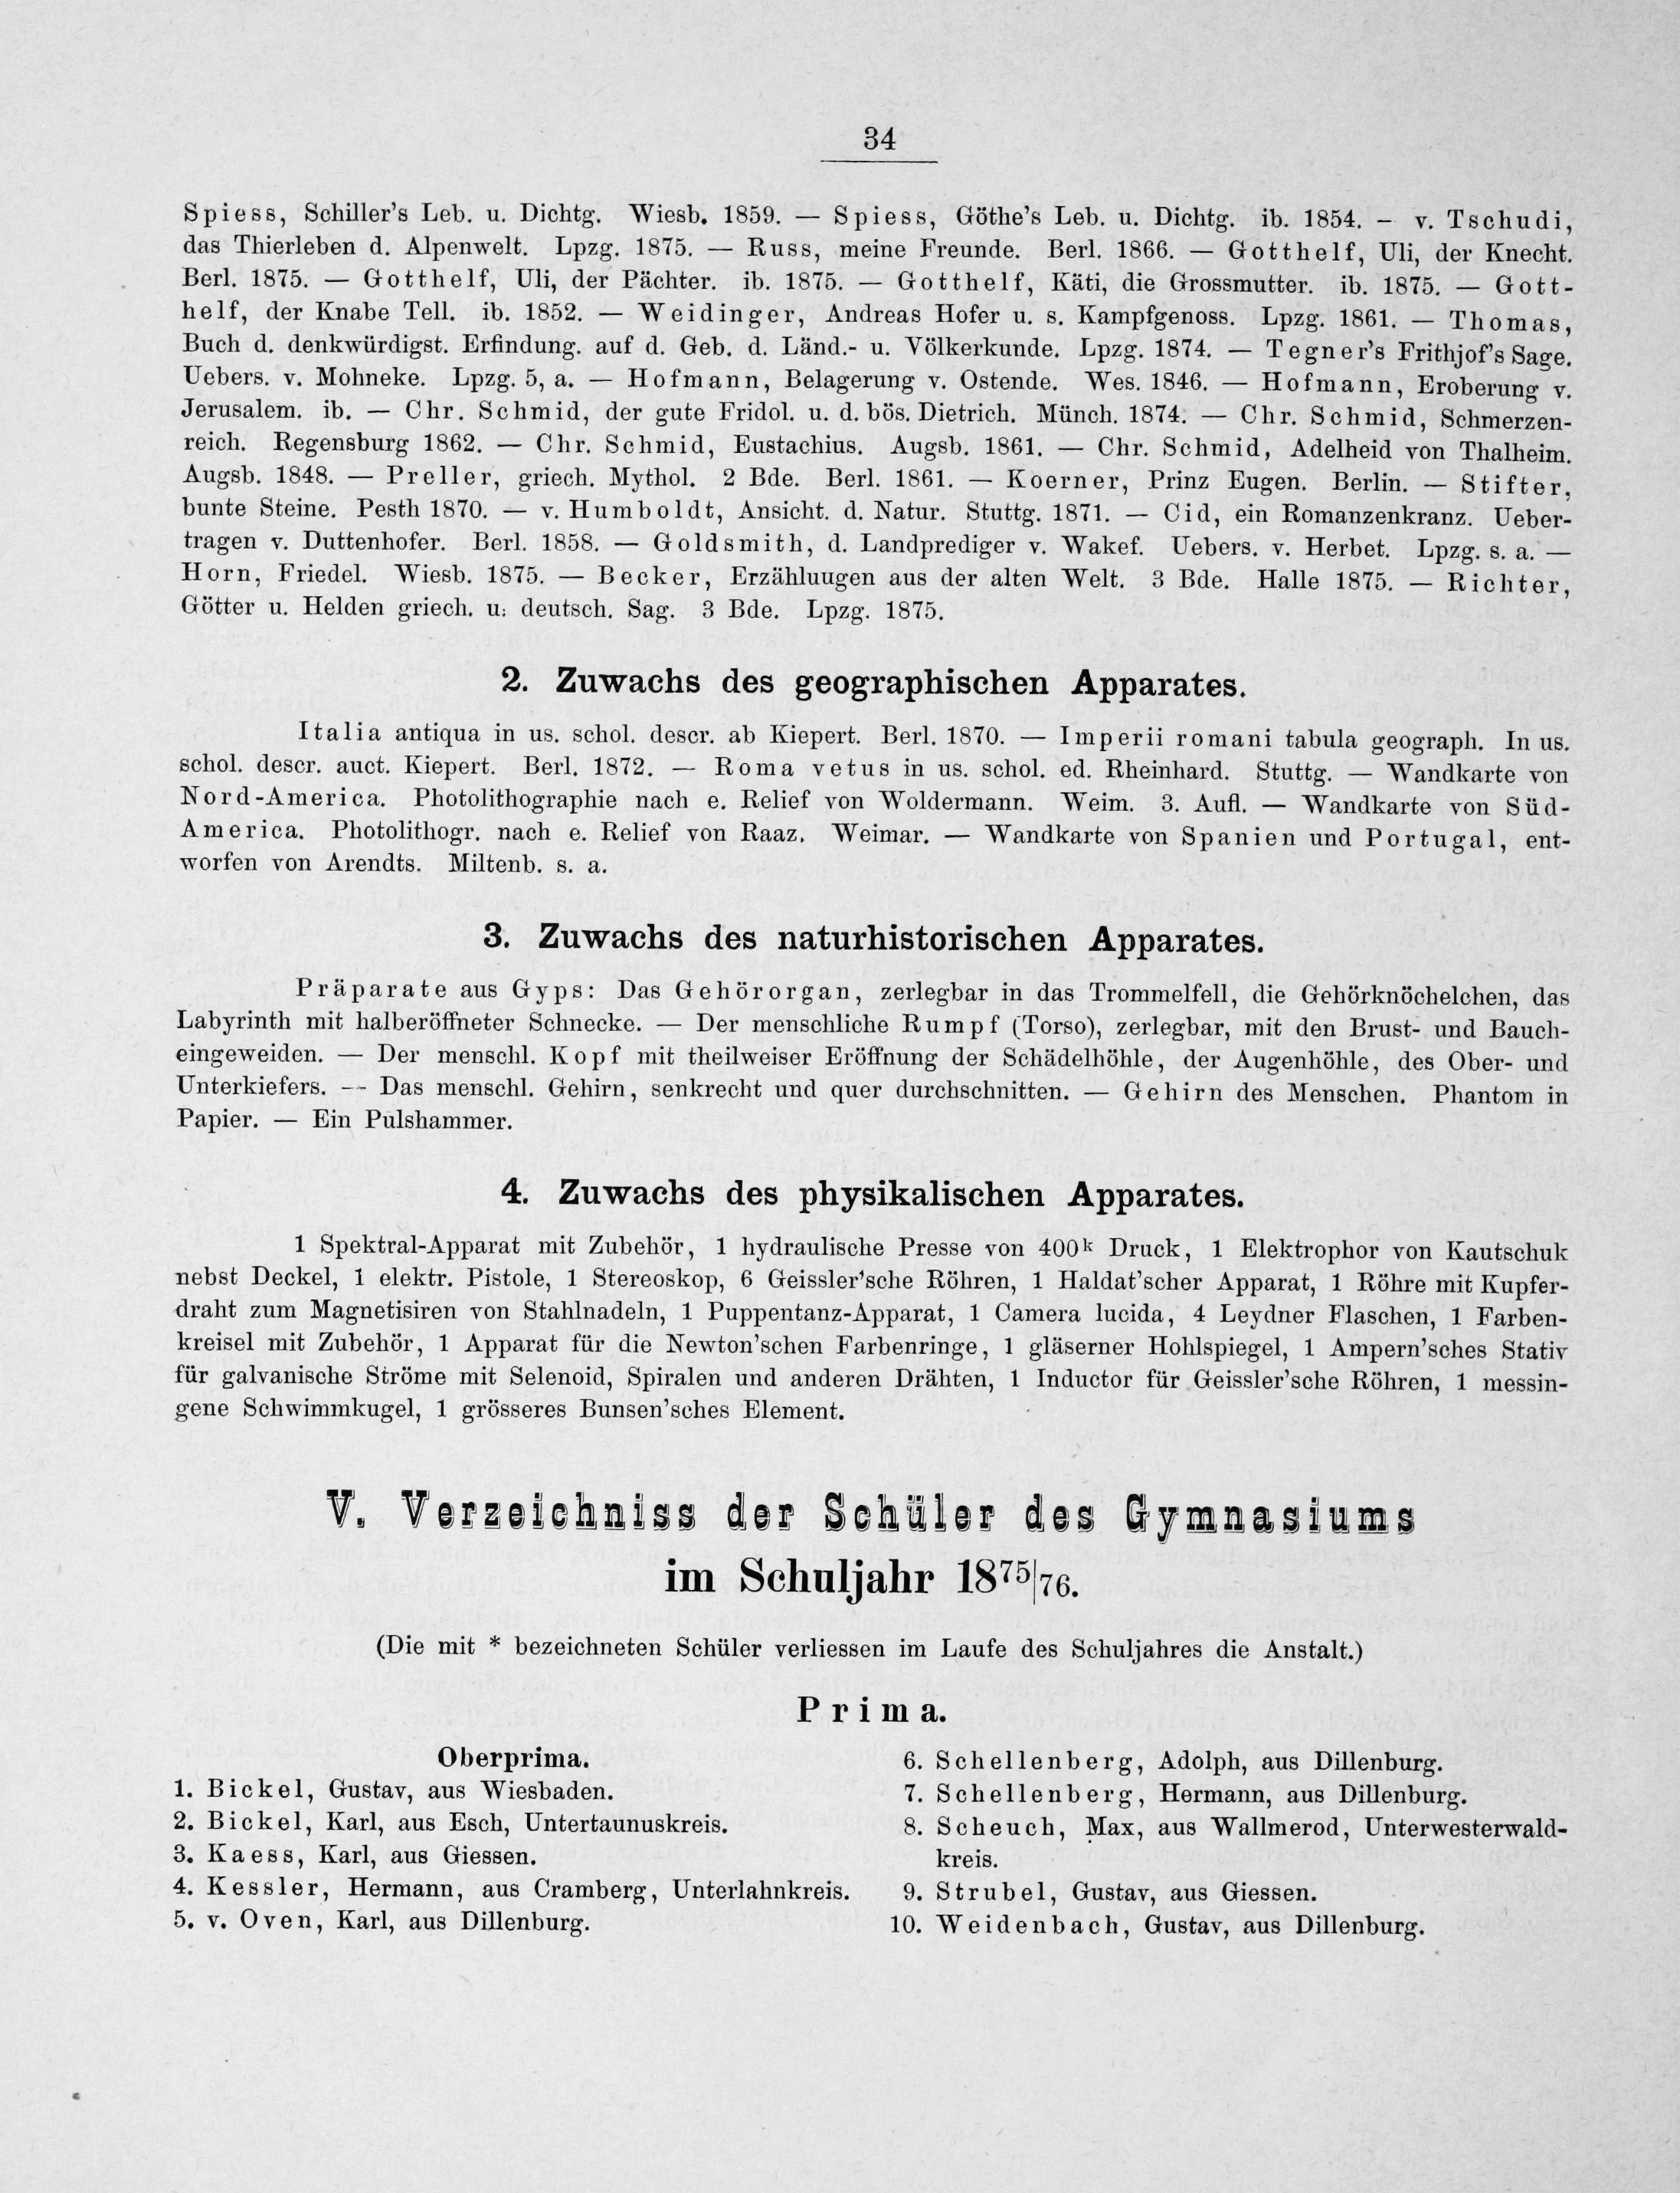 34
Spiess, Schiller's Leb. u. Dichtg. Wiesb. 1859. — Spiess, Göthe's Leb. u. Dichtg. ib. 1854. – v. Tschudi,
das Thierleben d. Alpenwelt. Lpzg. 1875. — Russ, meine Freunde. Berl. 1866. — Gotthelf, Uli, der Knecht.
Berl. 1875. — Gotthelf, Uli, der Pächter. ib. 1875. — Gotthelf, Käti, die Grossmutter. ib. 1875. — Gott-
helf, der Knabe Tell. ib. 1852. — Weidinger, Andreas Hofer u. s. Kampfgenoss. Lpzg. 1861. — Thomas,
Buch d. denkwürdigst. Erfindung. auf d. Geb. d. Länd.- u. Völkerkunde. Lpzg. 1874. — Tegner's Frithjof's Sage.
Uebers. v. Mohneke. Lpzg. 5, a. — Hofmann, Belagerung v. Ostende. Wes. 1846. — Hofmann, Eroberung v.
Jerusalem. ib. — Chr. Schmid, der gute Fridol. u. d. bös. Dietrich. Münch. 1874. — Chr. Schmid, Schmerzen-
reich. Regensburg 1862. — Chr. Schmid, Eustachius. Augsb. 1861. — Chr. Schmid, Adelheid von Thalheim.
Augsb. 1848. — Preller, griech. Mythol. 2 Bde. Berl. 1861. — Koerner, Prinz Eugen. Berlin. — Stifter,
bunte Steine. Pesth 1870. — v. Humboldt, Ansicht. d. Natur. Stuttg. 1871. — Cid, ein Romanzenkranz. Ueber-
tragen v. Duttenhofer. Berl. 1858. — Goldsmith, d. Landprediger v. Wakef. Uebers. v. Herbet. Lpzg. s. a. —
Horn, Friedel. Wiesb. 1875. — Becker, Erzähluugen aus der alten Welt. 3 Bde. Halle 1875. — Richter,
Götter u. Helden griech. u. deutsch. Sag. 3 Bde. Lpzg. 1875.
2. Zuwachs des geographischen Apparates.
Italia antiqua in us. schol. descr. ab Kiepert. Berl. 1870. — Imperii romani tabula geograph. In us.
schol. descr. auct. Kiepert. Berl. 1872. — Roma vetus in us. schol. ed. Rheinhard. Stuttg. — Wandkarte von
Nord-America. Photolithographie nach e. Relief von Woldermann. Weim. 3. Aufl. — Wandkarte von Süd-
America. Photolithogr. nach e. Relief von Raaz. Weimar. — Wandkarte von Spanien und Portugal, ent-
worfen von Arendts. Miltenb. s. a.
3. Zuwachs des naturhistorischen Apparates.
Präparate aus Gyps: Das Gehörorgan, zerlegbar in das Trommelfell, die Gehörknöchelchen, das
Labyrinth mit halberöffneter Schnecke. — Der menschliche Rumpf (Torso), zerlegbar, mit den Brust- und Bauch-
eingeweiden. — Der menschl. Kopf mit theilweiser Eröffnung der Schädelhöhle, der Augenhöhle, des Ober- und
Unterkiefers. — Das menschl. Gehirn, senkrecht und quer durchschnitten. — Gehirn des Menschen. Phantom in
Papier. — Ein Pulshammer.
4. Zuwachs des physikalischen Apparates.
1 Spektral-Apparat mit Zubehör, 1 hydraulische Presse von 400ᵏ Druck, 1 Elektrophor von Kautschuk
nebst Deckel, 1 elektr. Pistole, 1 Stereoskop, 6 Geissler'sche Röhren, 1 Haldat'scher Apparat, 1 Röhre mit Kupfer-
draht zum Magnetisiren von Stahlnadeln, 1 Puppentanz-Apparat, 1 Camera lucida, 4 Leydner Flaschen, 1 Farben-
kreisel mit Zubehör, 1 Apparat für die Newton'schen Farbenringe, 1 gläserner Hohlspiegel, 1 Ampern'sches Stativ
für galvanische Ströme mit Selenoid, Spiralen und anderen Drähten, 1 Inductor für Geissler'sche Röhren, 1 messin-
gene Schwimmkugel, 1 grösseres Bunsen'sches Element.
V. Verzeichniss der Schüler des Gymnasiums
im Schuljahr 1875/76.
(Die mit * bezeichneten Schüler verliessen im Laufe des Schuljahres die Anstalt.)
Prima.
Oberprima.
1. Bickel, Gustav, aus Wiesbaden.
2. Bickel, Karl, aus Esch, Untertaunuskreis.
3. Kaess, Karl, aus Giessen.
4. Kessler, Hermann, aus Cramberg, Unterlahnkreis.
5. v. Oven, Karl, aus Dillenburg.
6. Schellenberg, Adolph, aus Dillenburg.
7. Schellenberg, Hermann, aus Dillenburg.
8. Scheuch, Max, aus Wallmerod, Unterwesterwald-
kreis.
9. Strubel, Gustav, aus Giessen.
10. Weidenbach, Gustav, aus Dillenburg.